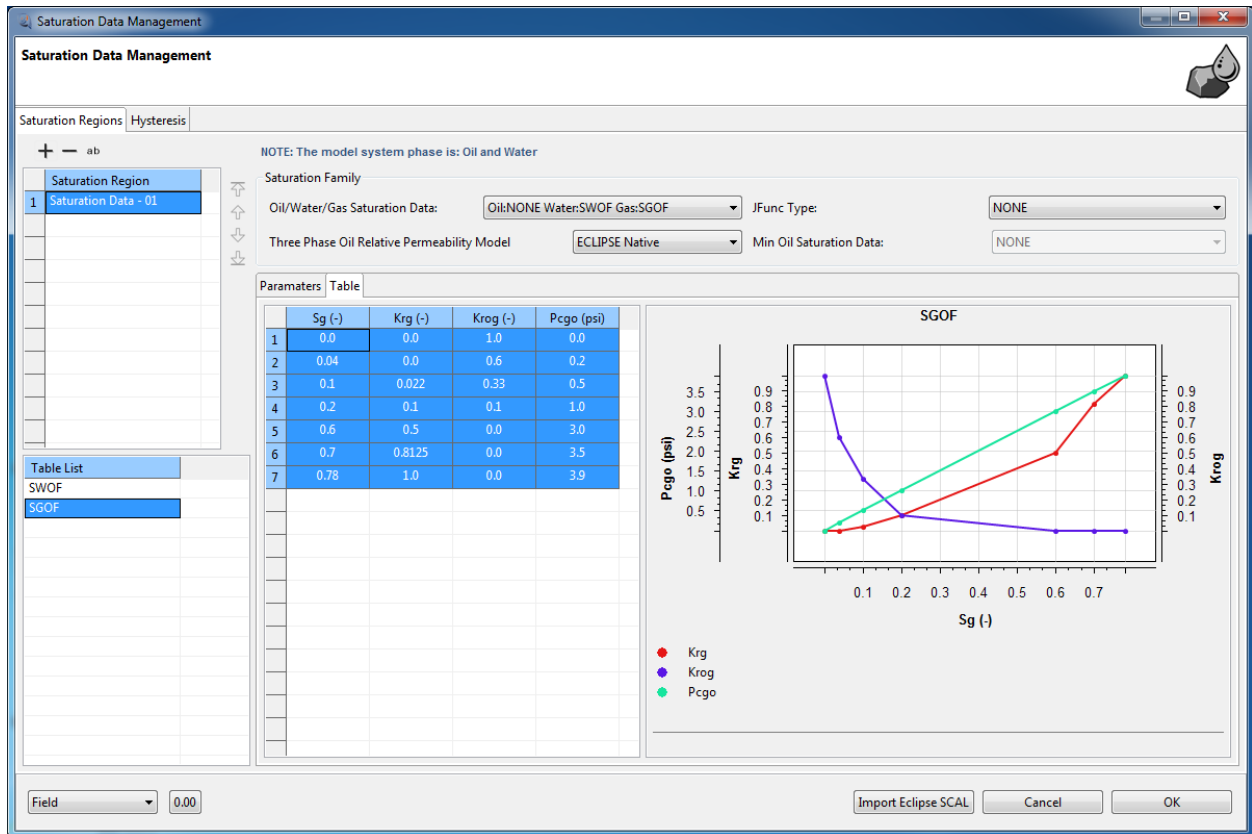 Saturation Data Management
Saturation Data Management
Saturation Regions Hysteresis
ab
NOTE: The model system phase is: Oil and Water
Saturation Region
1 Saturation Data - 01
Saturation Family
Oil/Water/Gas Saturation Data: Oil:NONE Water:SWOF Gas:SGOF JFunc Type: NONE
Three Phase Oil Relative Permeability Model ECLIPSE Native Min Oil Saturation Data: NONE
Paramaters Table
Sg (-) Krg (-) Krog (-) Pcgo (psi)
1 0.0 0.0 1.0 0.0
2 0.04 0.0 0.6 0.2
3 0.1 0.022 0.33 0.5
4 0.2 0.1 0.1 1.0
5 0.6 0.5 0.0 3.0
6 0.7 0.8125 0.0 3.5
7 0.78 1.0 0.0 3.9
Table List
SWOF
SGOF
SGOF
Pcgo (psi)
3.5
3.0
2.5
2.0
1.5
1.0
0.5
Krg
0.9
0.8
0.7
0.6
0.5
0.4
0.3
0.2
0.1
0.9
0.8
0.7
0.6
0.5
0.4
0.3
0.2
0.1
Krog
0.1 0.2 0.3 0.4 0.5 0.6 0.7
Sg (-)
Krg
Krog
Pcgo
Field 0.00 Import Eclipse SCAL Cancel OK